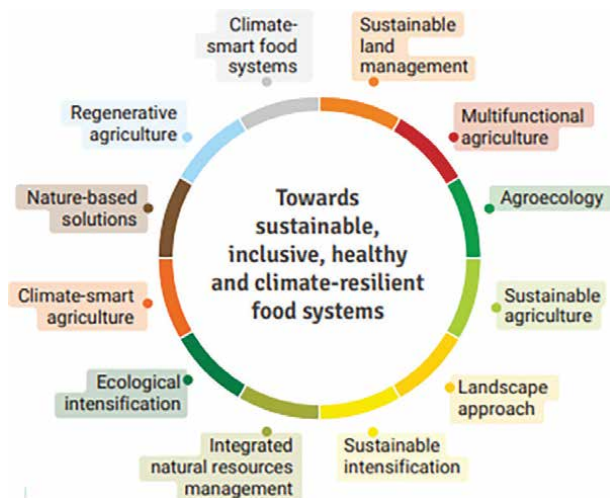 Climate-
smart food
systems
Sustainable
land
management
Regenerative
agriculture
Multifunctional
agriculture
Nature-based
solutions
Agroecology
Towards
sustainable,
inclusive, healthy
and climate-resilient
food systems
Climate-smart
agriculture
Sustainable
agriculture
Ecological
intensification
Landscape
approach
Integrated
natural resources
management
Sustainable
intensification